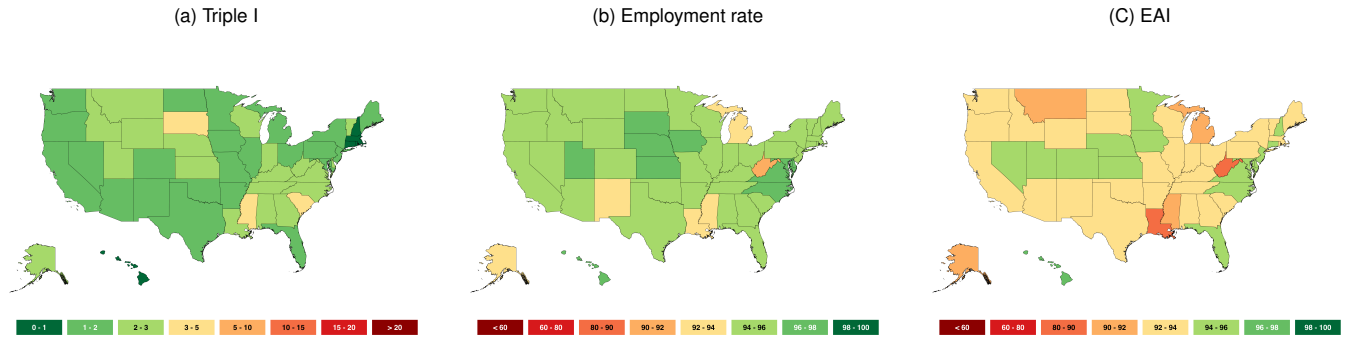 (a) Triple I
(b) Employment rate
(C) EAI
0 - 1 1 - 2 2 - 3 3 - 5 5 - 10 10 - 15 15 - 20 > 20
< 60 60 - 80 80 - 90 90 - 92 92 - 94 94 - 96 96 - 98 98 - 100
< 60 60 - 80 80 - 90 90 - 92 92 - 94 94 - 96 96 - 98 98 - 100